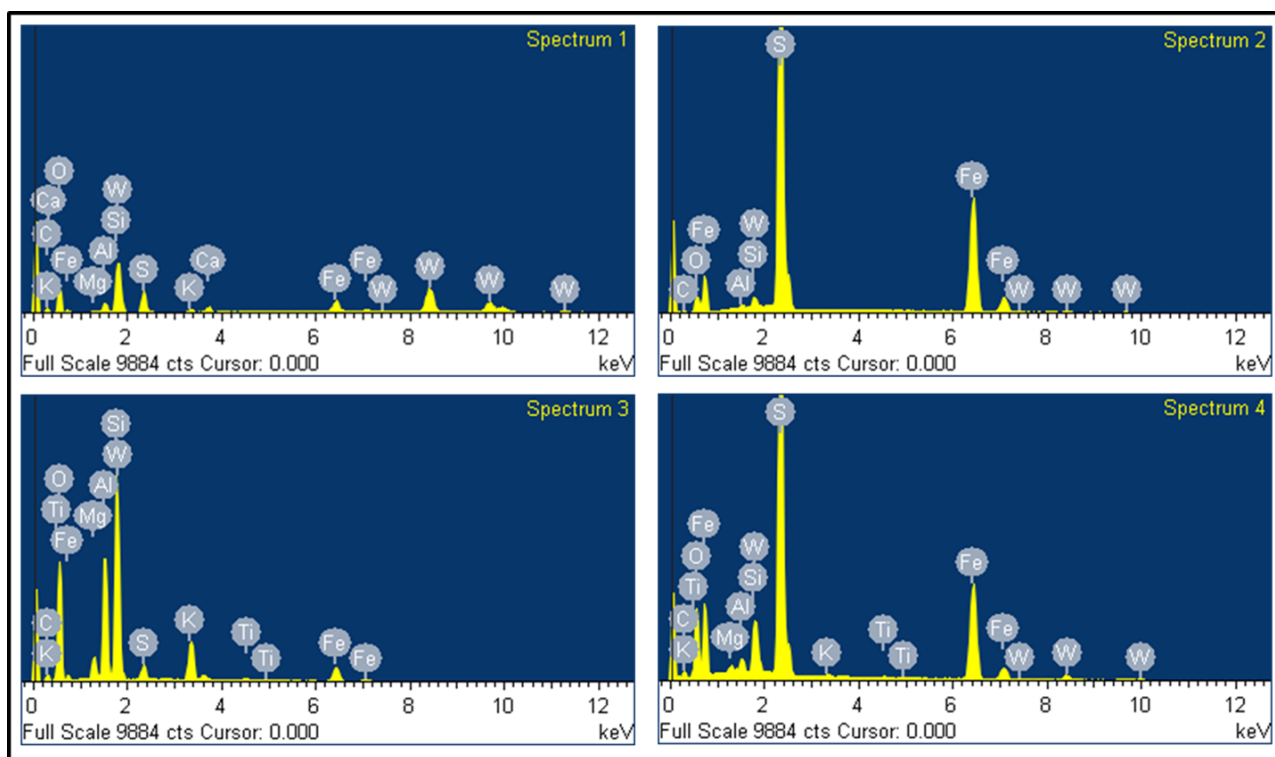 Spectrum 1
O
Ca
W
C
Si
Fe
Al
Ca
K
Mg
S
K
Fe
Fe
W
W
W
W
0 2 4 6 8 10 12
Full Scale 9884 cts Cursor: 0.000 keV
Spectrum 2
S
Fe
Fe
W
O
Si
Fe
C
Al
W
W
W
0 2 4 6 8 10 12
Full Scale 9884 cts Cursor: 0.000 keV
Spectrum 3
Si
W
O
Al
Ti
Mg
Fe
C
K
S
K
Ti
Ti
Fe
Fe
0 2 4 6 8 10 12
Full Scale 9884 cts Cursor: 0.000 keV
Spectrum 4
S
Fe
O
W
Ti
Si
Fe
C
Al
K
Mg
K
Ti
Ti
Fe
W
W
W
0 2 4 6 8 10 12
Full Scale 9884 cts Cursor: 0.000 keV